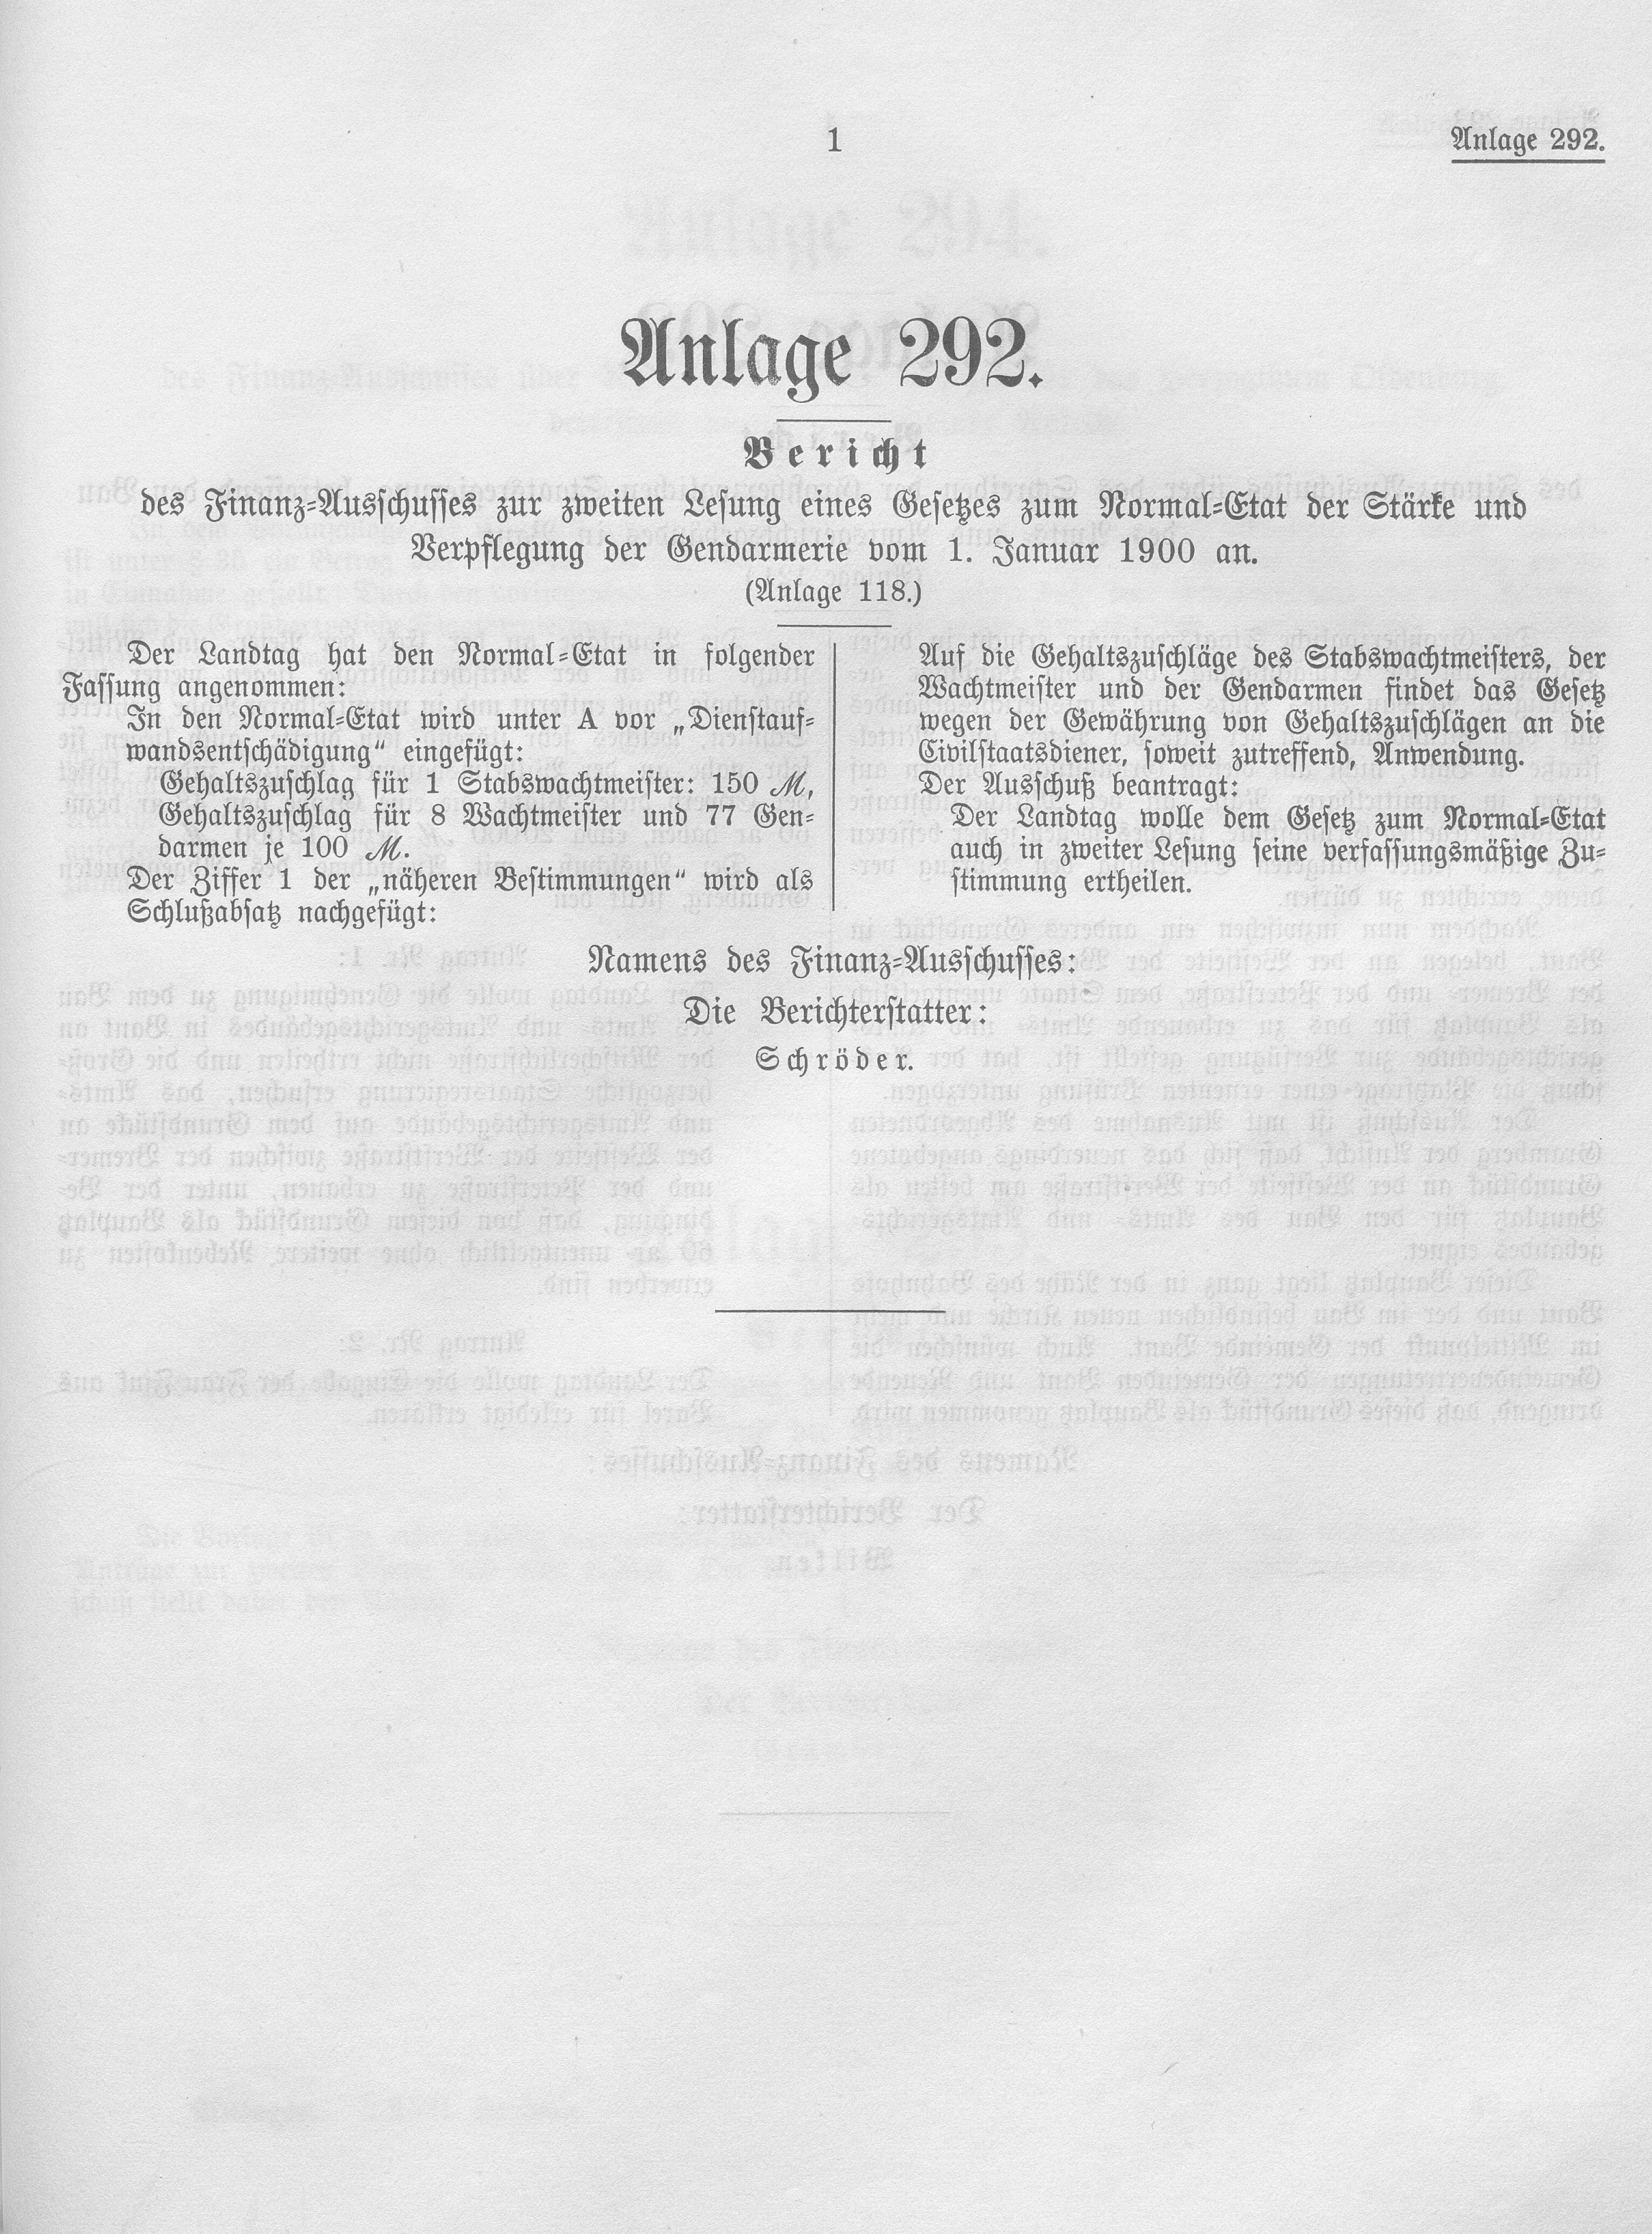 1
Anlage 292.
Anlage 292.
Bericht
des Finanz-Ausschusses zur zweiten Lesung eines Gesetzes zum Normal-Etat der Stärke und
Verpflegung der Gendarmerie vom 1. Januar 1900 an.
(Anlage 118.)
Der Landtag hat den Normal-Etat in folgender
Fassung angenommen:
In den Normal-Etat wird unter A vor „Dienstauf-
wandsentschädigung“ eingefügt:
Gehaltszuschlag für 1 Stabswachtmeister: 150 ℳ,
Gehaltszuschlag für 8 Wachtmeister und 77 Gen-
darmen je 100 ℳ.
Der Ziffer 1 der „näheren Bestimmungen“ wird als
Schlußabsatz nachgefügt:
Auf die Gehaltszuschläge des Stabswachtmeisters, der
Wachtmeister und der Gendarmen findet das Gesetz
wegen der Gewährung von Gehaltszuschlägen an die
Civilstaatsdiener, soweit zutreffend, Anwendung.
Der Ausschuß beantragt:
Der Landtag wolle dem Gesetz zum Normal-Etat
auch in zweiter Lesung seine verfassungsmäßige Zu-
stimmung ertheilen.
Namens des Finanz-Ausschusses:
Die Berichterstatter:
Schröder.